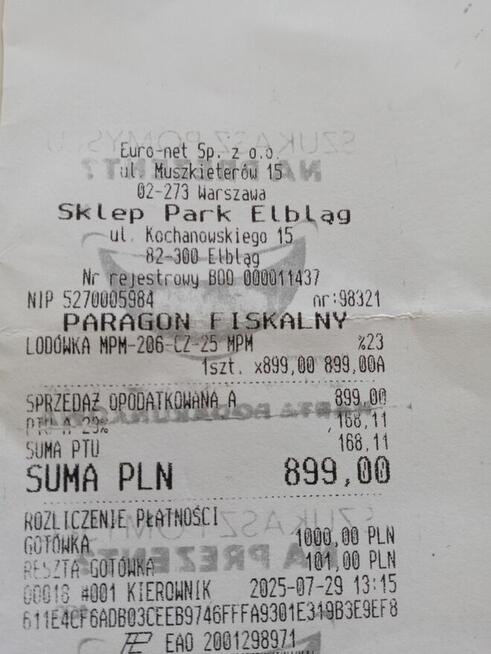 Euro-net Sp. z o.o.
ul. Muszkieterów 15
02-273 Warszawa
Sklep Park Elbląg
ul. Kochanowskiego 15
82-300 Elbląg
Nr rejestrowy BDO 000011437
NIP 5270005984 nr:98321
PARAGON FISKALNY
LODÓWKA MPM-206-CZ-25 MPM %23
1szt. x899,00 899,00A
SPRZEDAŻ OPODATKOWANA A 899,00
PTU A 23% 168,11
SUMA PTU 168,11
SUMA PLN 899,00
ROZLICZENIE PŁATNOŚCI
GOTÓWKA 1000,00 PLN
RESZTA GOTÓWKA 101,00 PLN
00018 #001 KIEROWNIK 2025-07-29 13:15
611E4CF6ADB03CEEB9746FFFA9301E319B3E9EF8
EAO 2001298971